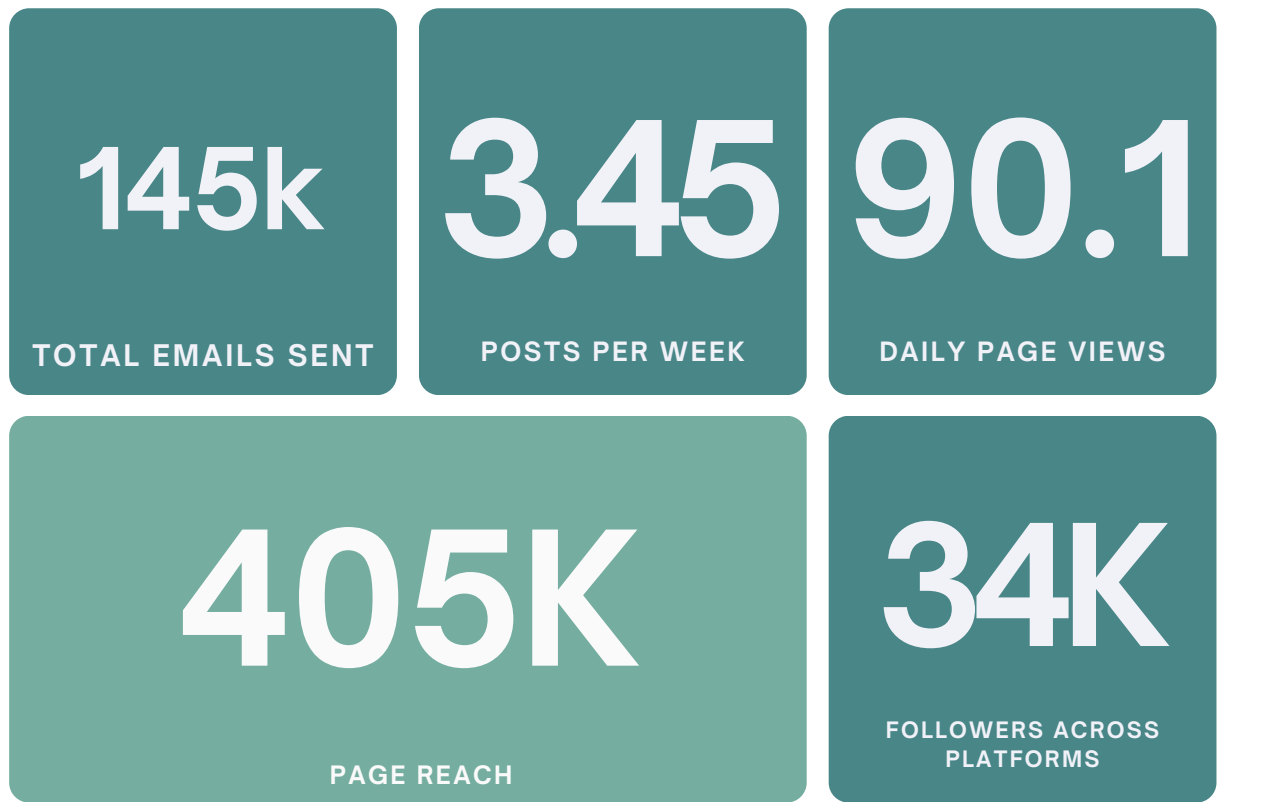 145k
TOTAL EMAILS SENT
3.45
POSTS PER WEEK
90.1
DAILY PAGE VIEWS
405K
PAGE REACH
34K
FOLLOWERS ACROSS
PLATFORMS